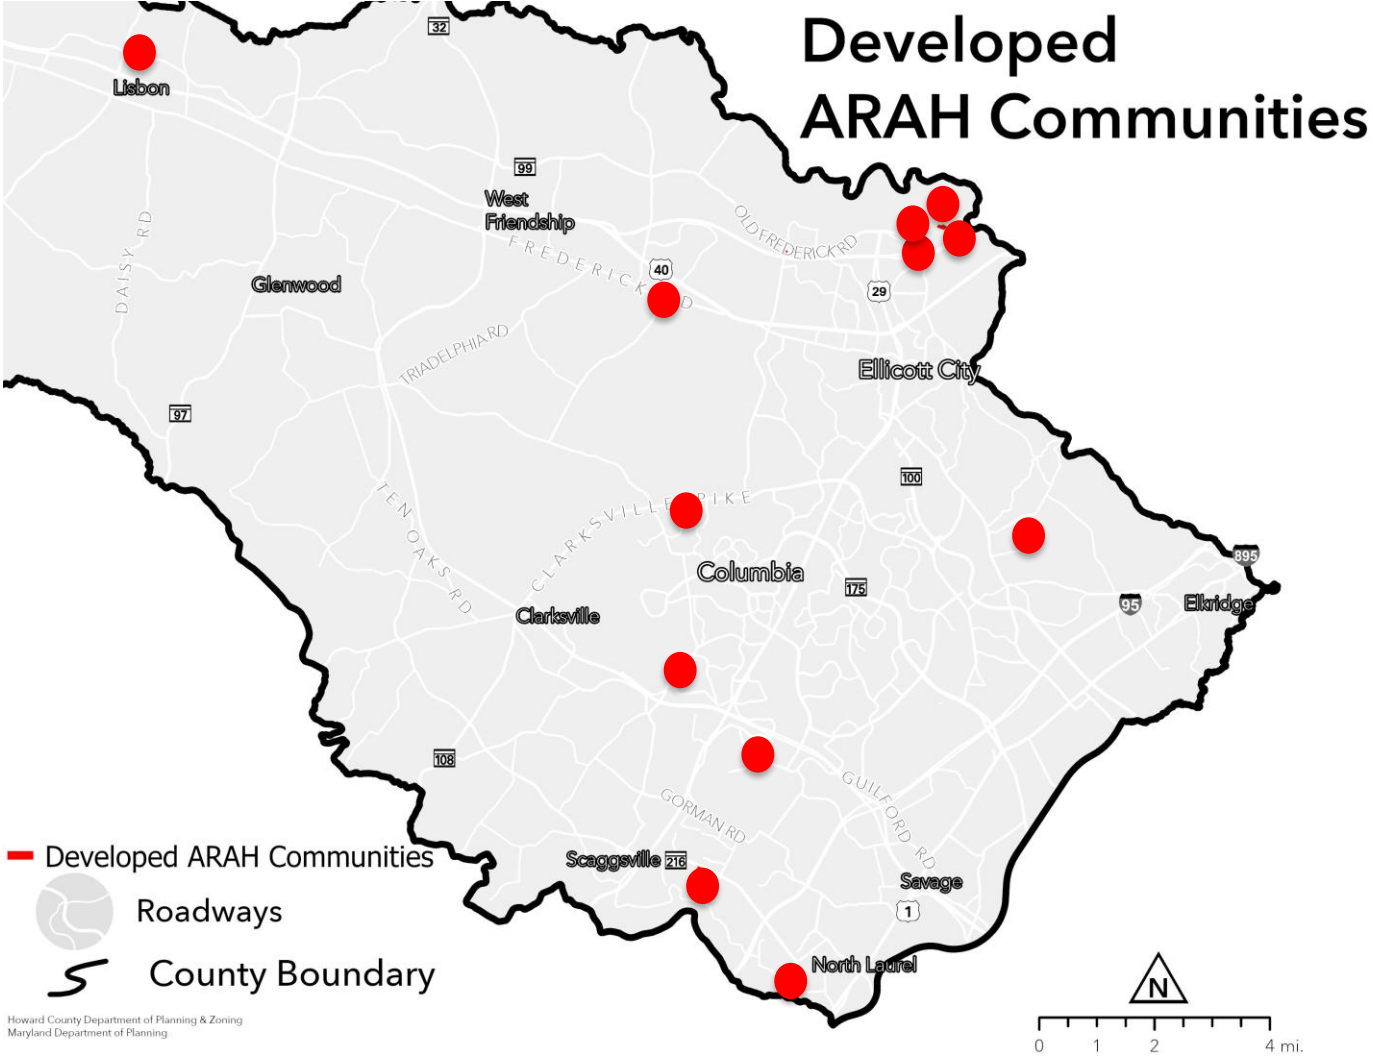 Developed
ARAH Communities
32
Lisbon
99
West
Friendship
OLD FREDERICK RD
DAISY RD
FREDERICK RD
40
Glenwood
29
TRIADELPHIA RD
Ellicott City
97
100
CLARKSVILLE PIKE
TEN OAKS RD
895
Columbia
175
95
Elkridge
Clarksville
108
GUILFORD RD
GORMAN RD
Scaggsville
216
Savage
1
North Laurel
Developed ARAH Communities
Roadways
County Boundary
N
Howard County Department of Planning & Zoning
Maryland Department of Planning
0 1 2 4 mi.